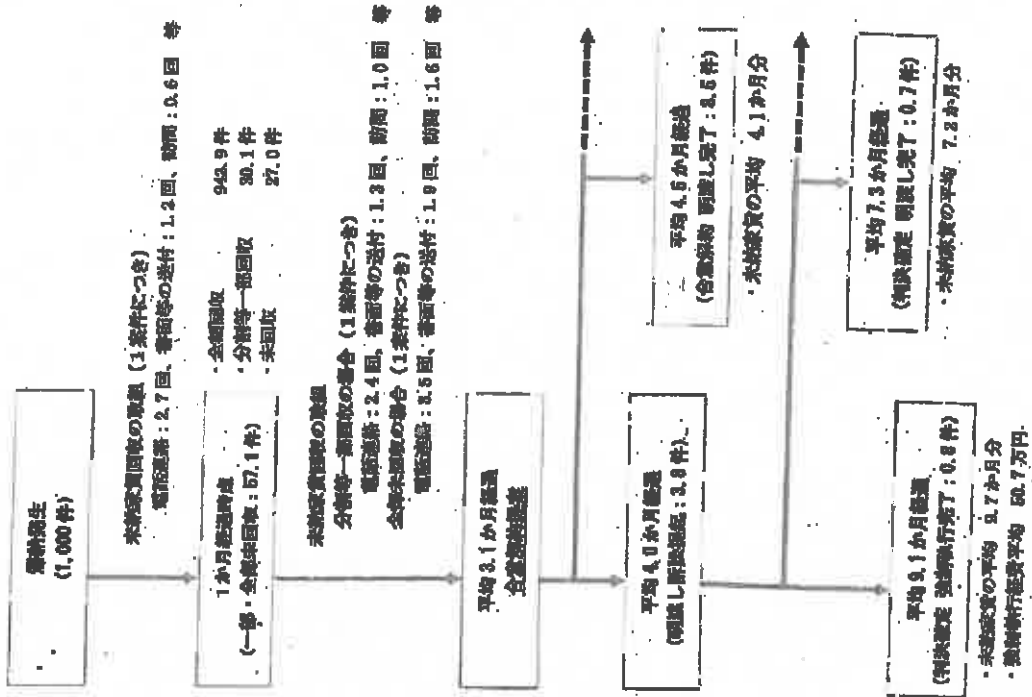 滞納発生
(1,000件)
未納家賃回収の取組（1案件につき）
電話連絡：2.7回、書面等の送付：1.2回、訪問：0.6回 等
1か月経過時点
(一部・全部未回収：57.1件)
・全額回収 942.9件
・分割等一部回収 30.1件
・未回収 27.0件
未納家賃回収の取組
分割等一部回収の場合（1案件につき）
電話連絡：2.4回、書面等の送付：1.3回、訪問：1.0回 等
全部未回収の場合（1案件につき）
電話連絡：3.5回、書面等の送付：1.9回、訪問：1.6回 等
平均3.1か月経過
合意解約提案
平均4.5か月経過
(合意解約 明渡し完了：3.5件)
・未納家賃の平均 4.1か月分
平均4.0か月経過
(明渡し訴訟提起：3.8件)
平均7.3か月経過
(判決確定 明渡し完了：0.7件)
・未納家賃の平均 7.2か月分
平均9.1か月経過
(判決確定 強制執行完了：0.8件)
・未納家賃の平均 9.7か月分
・強制執行経費平均 50.7万円